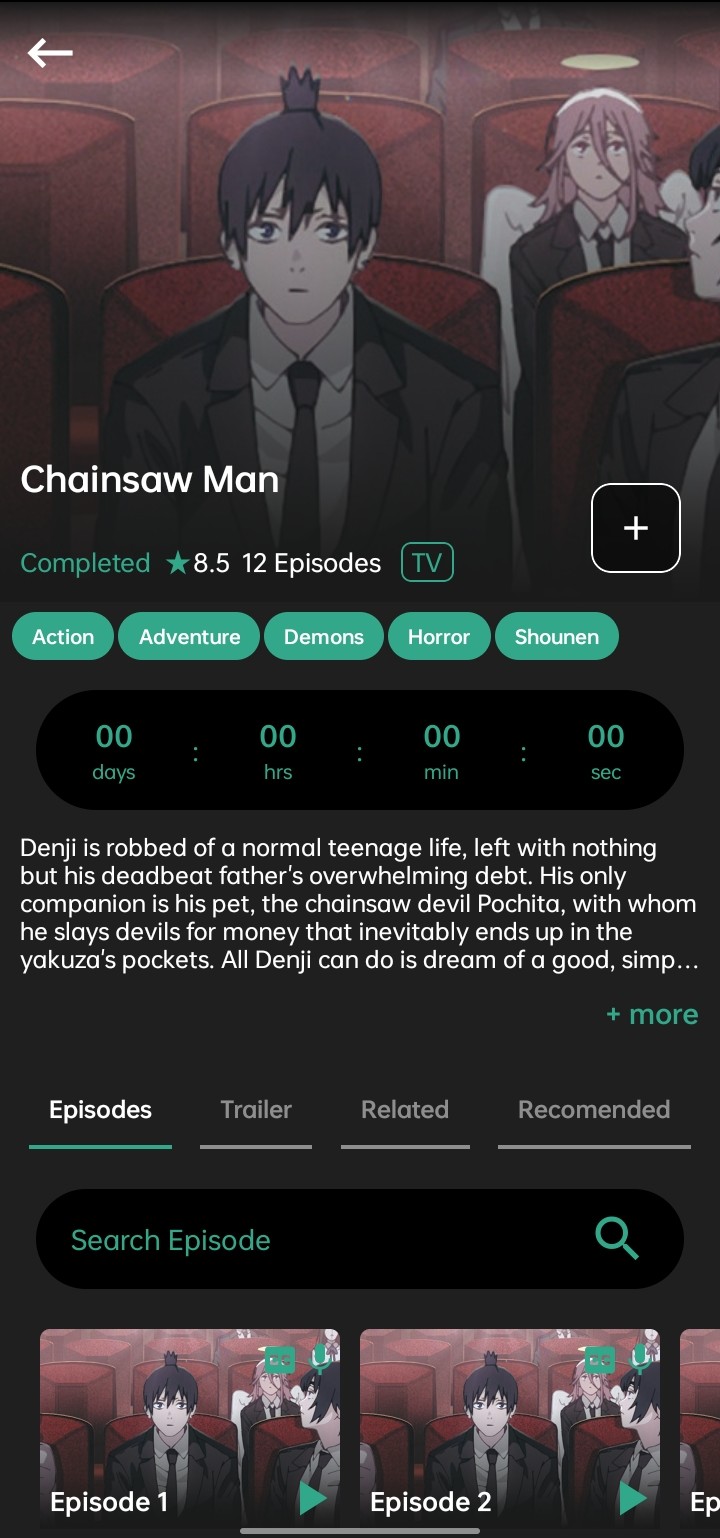 Chainsaw Man
+
Completed ★8.5 12 Episodes TV
Action Adventure Demons Horror Shounen
00 : 00 : 00 : 00
days hrs min sec
Denji is robbed of a normal teenage life, left with nothing
but his deadbeat father's overwhelming debt. His only
companion is his pet, the chainsaw devil Pochita, with whom
he slays devils for money that inevitably ends up in the
yakuza's pockets. All Denji can do is dream of a good, simp...
+ more
Episodes Trailer Related Recomended
Search Episode
Episode 1 Episode 2 Ep